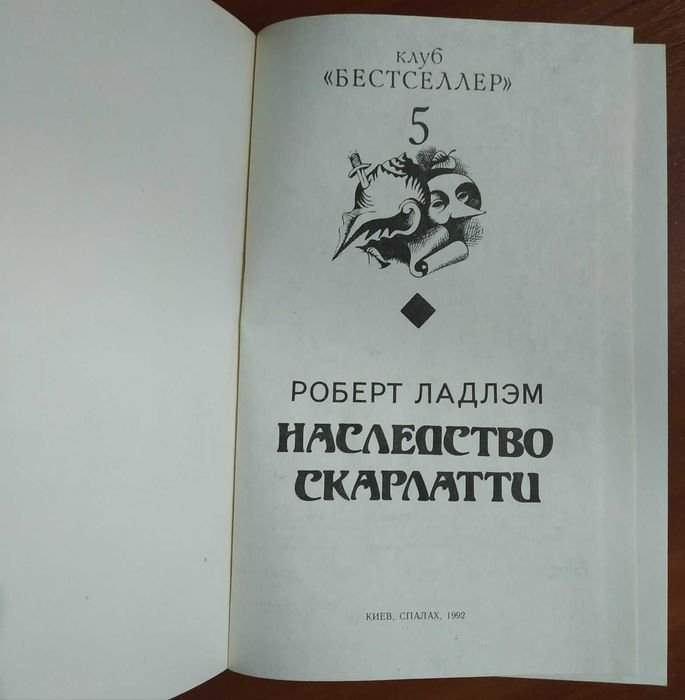 клуб
«БЕСТСЕЛЛЕР»
5
РОБЕРТ ЛАДЛЭМ
НАСЛЕДСТВО
СКАРЛАТТИ
КИЕВ, СПАЛАХ, 1992